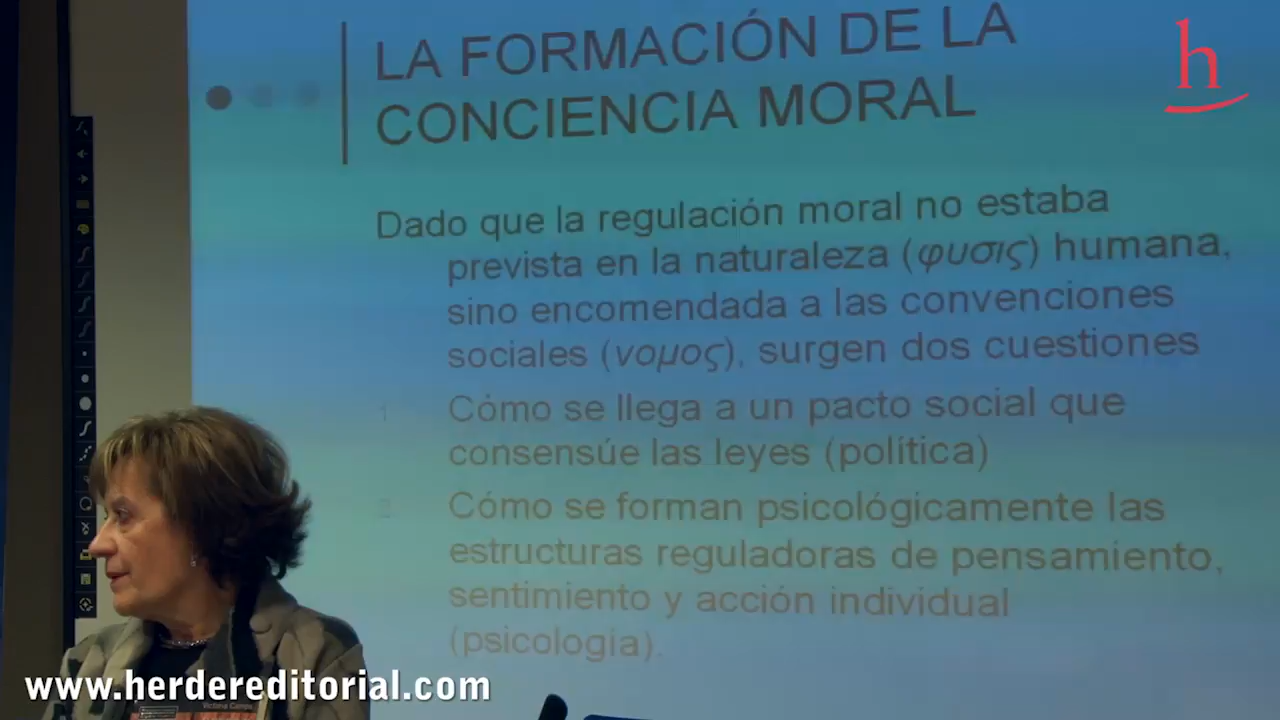 LA FORMACIÓN DE LA
CONCIENCIA MORAL
h
Dado que la regulación moral no estaba
prevista en la naturaleza (φυσις) humana,
sino encomendada a las convenciones
sociales (νομος), surgen dos cuestiones
1. Cómo se llega a un pacto social que
consensúe las leyes (política)
2. Cómo se forman psicológicamente las
estructuras reguladoras de pensamiento,
sentimiento y acción individual
(psicología).
www.herdereditorial.com
Victoria Camps